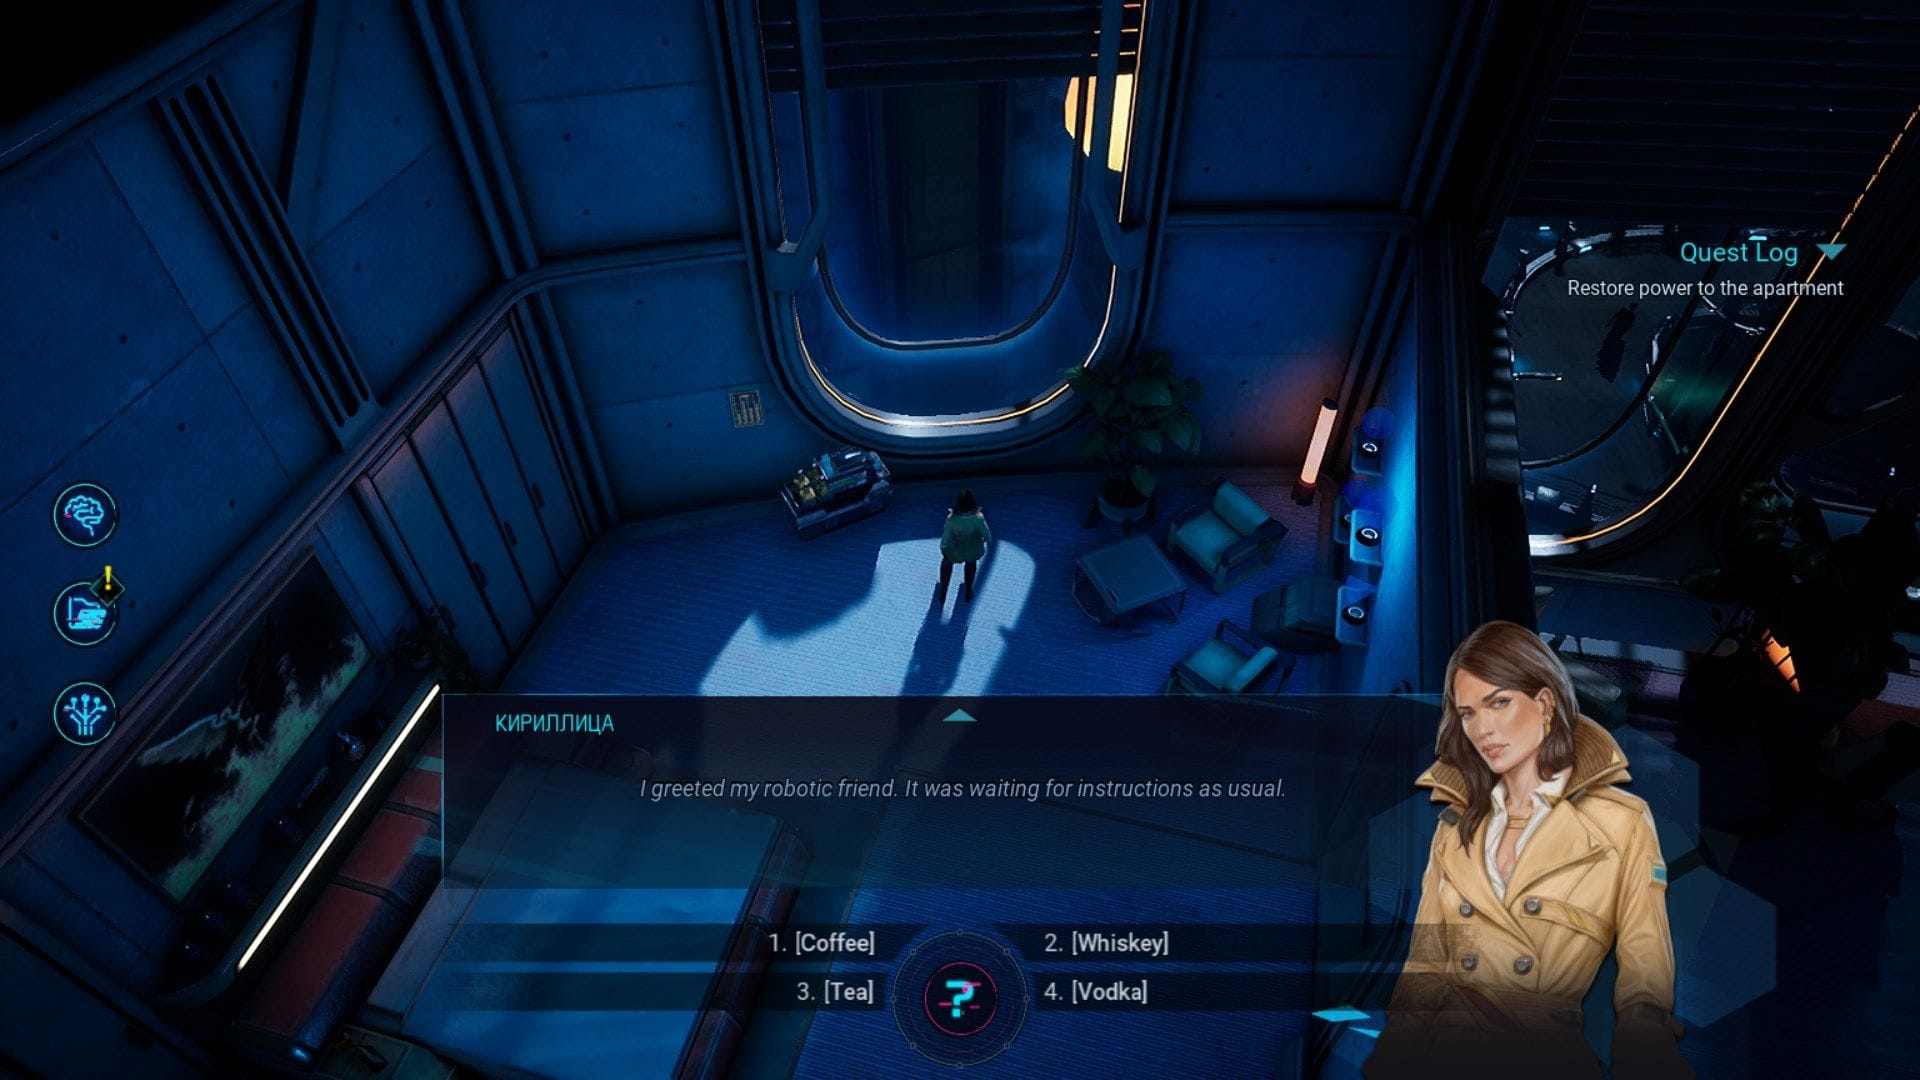 Quest Log
Restore power to the apartment
КИРИЛЛИЦА
I greeted my robotic friend. It was waiting for instructions as usual.
1. [Coffee]
2. [Whiskey]
3. [Tea]
4. [Vodka]
?